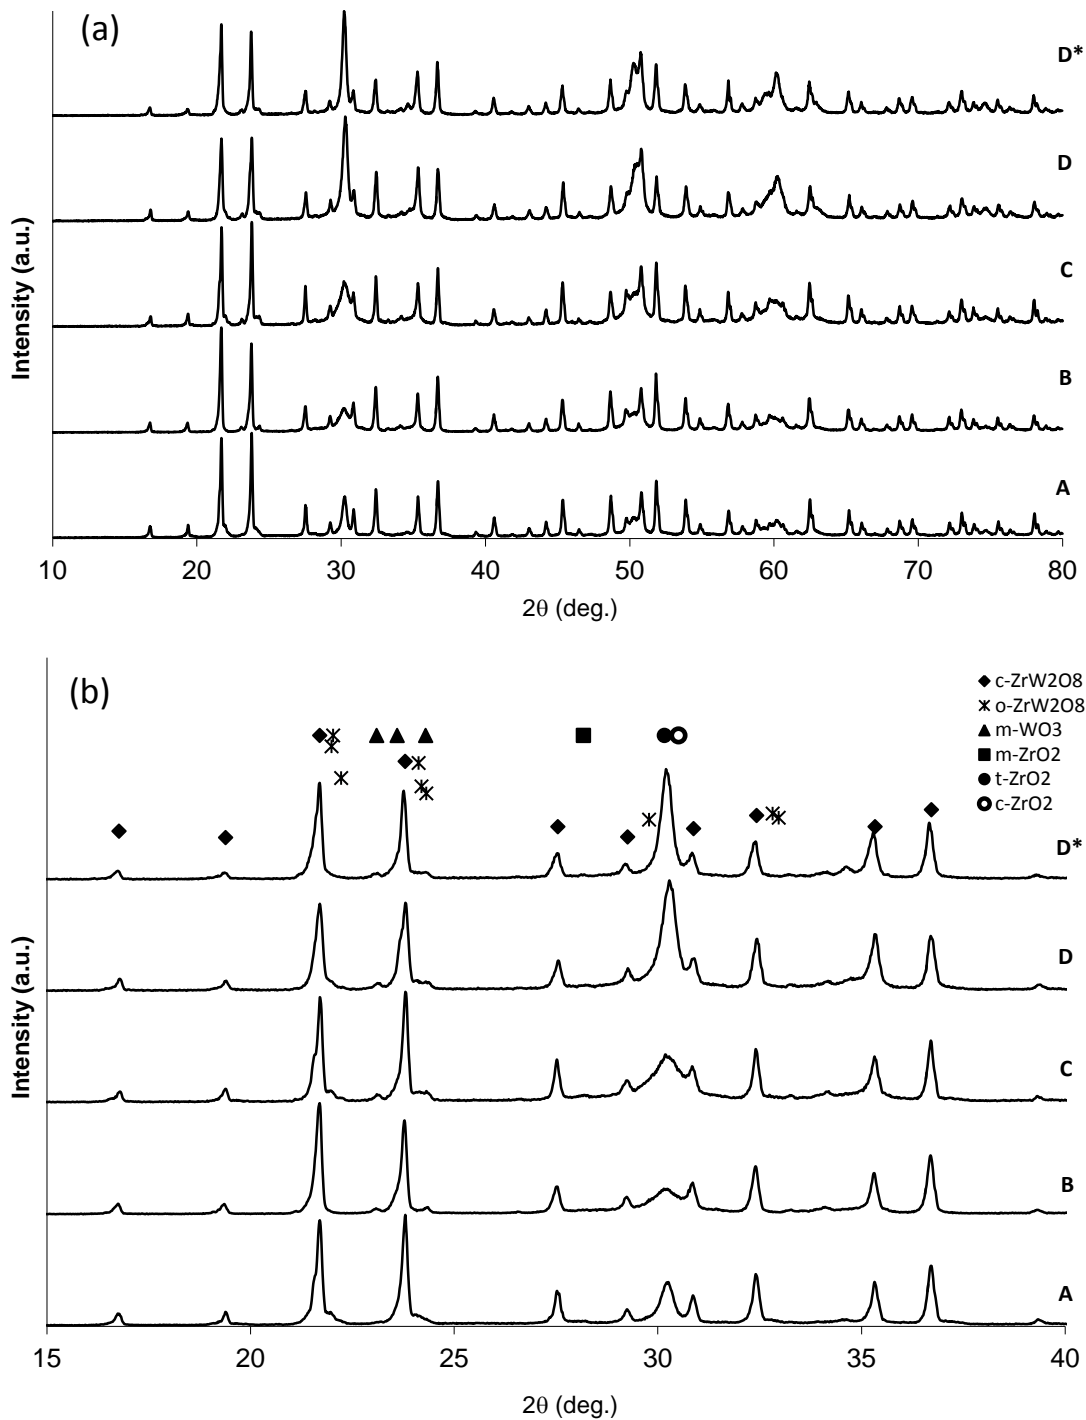 (a)
D*
D
C
B
A
Intensity (a.u.)
10 20 30 40 50 60 70 80
2θ (deg.)
(b)
c-ZrW2O8
o-ZrW2O8
m-WO3
m-ZrO2
t-ZrO2
c-ZrO2
D*
D
C
B
A
Intensity (a.u.)
15 20 25 30 35 40
2θ (deg.)